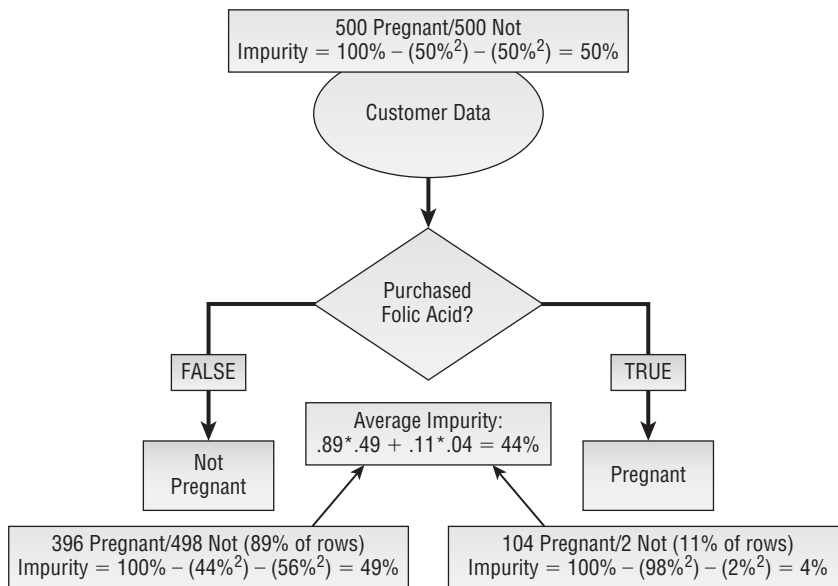 500 Pregnant/500 Not
Impurity = 100% – (50%²) – (50%²) = 50%
Customer Data
Purchased
Folic Acid?
FALSE
TRUE
Average Impurity:
.89*.49 + .11*.04 = 44%
Not
Pregnant
Pregnant
396 Pregnant/498 Not (89% of rows)
Impurity = 100% – (44%²) – (56%²) = 49%
104 Pregnant/2 Not (11% of rows)
Impurity = 100% – (98%²) – (2%²) = 4%